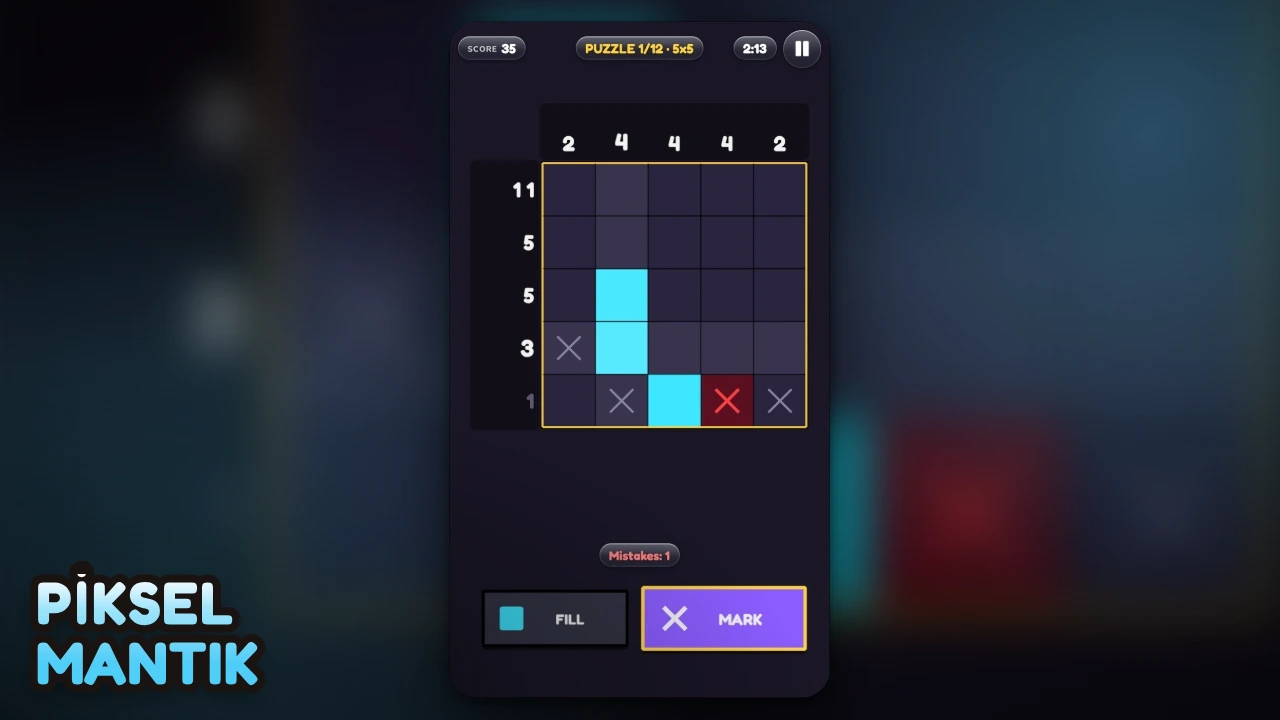 SCORE 35
PUZZLE 1/12 · 5x5
2:13
2 4 4 4 2
1 1
5
5
3
1
Mistakes: 1
FILL
MARK
PİKSEL
MANTIK